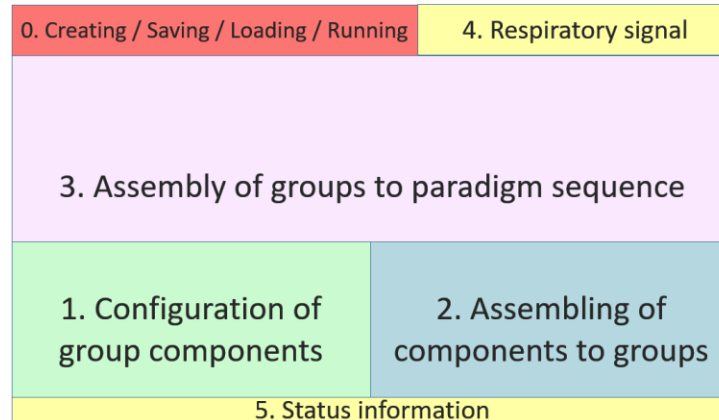 0. Creating / Saving / Loading / Running
4. Respiratory signal
3. Assembly of groups to paradigm sequence
1. Configuration of
group components
2. Assembling of
components to groups
5. Status information